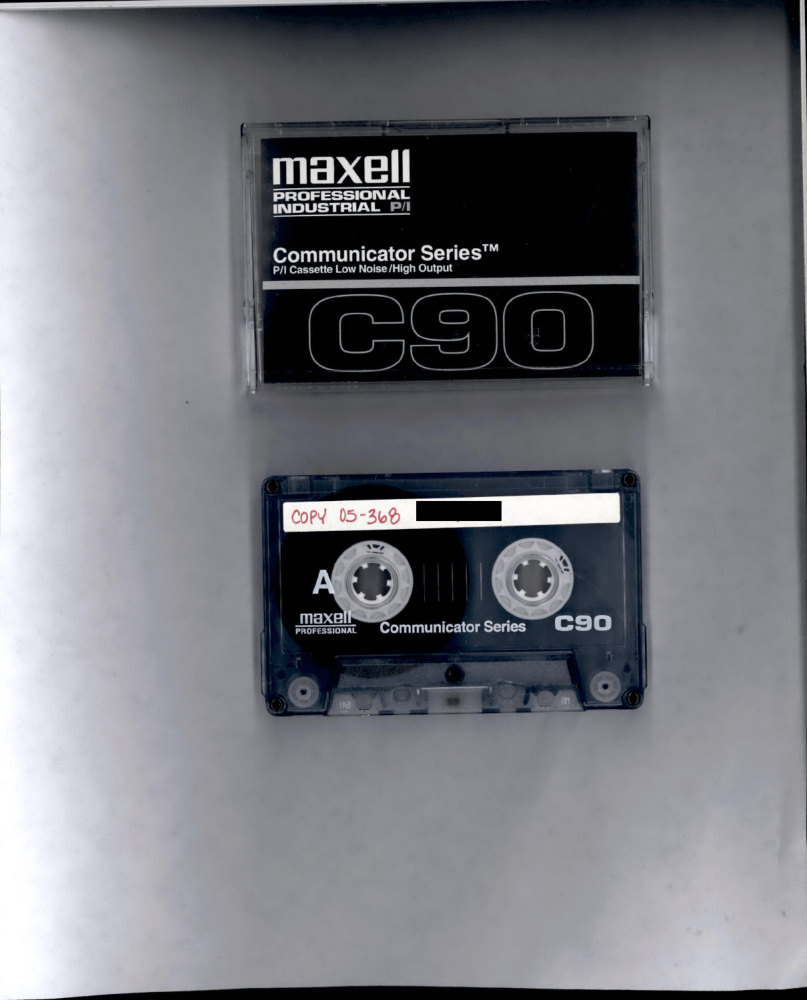 maxell
PROFESSIONAL
INDUSTRIAL P/I
Communicator Series™
P/I Cassette Low Noise/High Output
C90
COPY 05-368
A
maxell
PROFESSIONAL
Communicator Series
C90